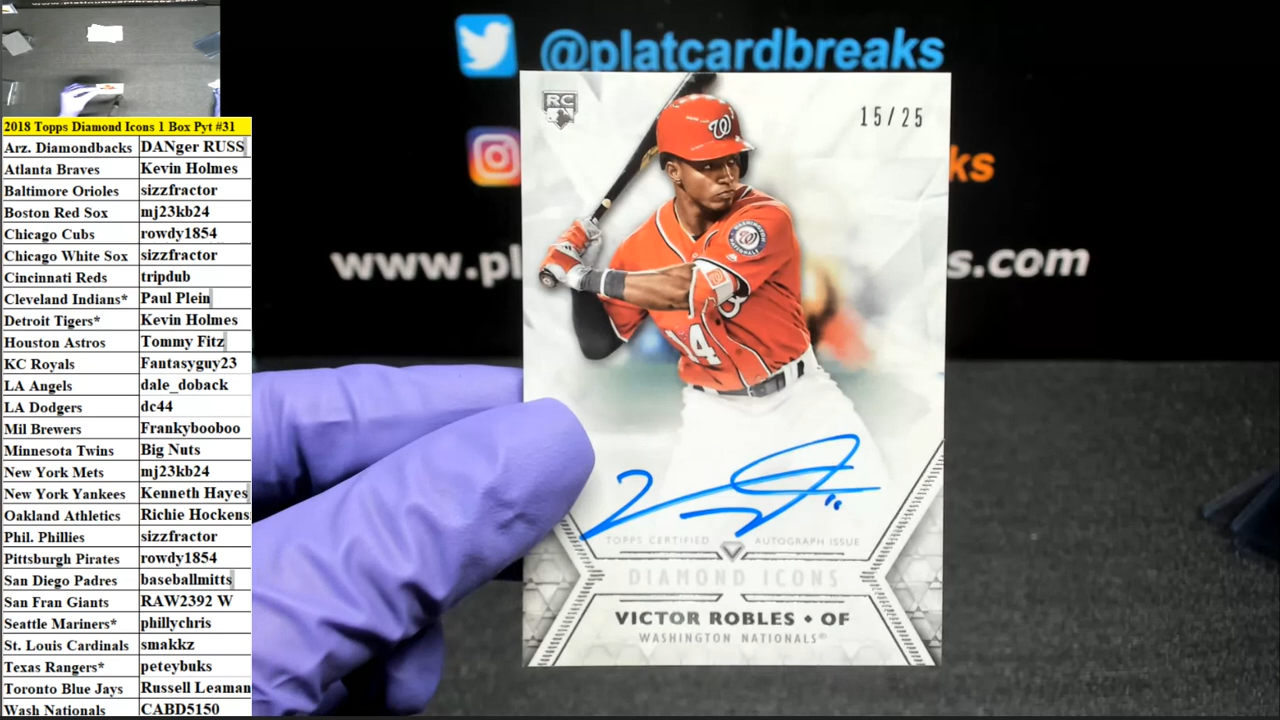 @platcardbreaks
www.pl s.com
ks
2018 Topps Diamond Icons 1 Box Pyt #31
Arz. Diamondbacks DANger RUSS
Atlanta Braves Kevin Holmes
Baltimore Orioles sizzfractor
Boston Red Sox mj23kb24
Chicago Cubs rowdy1854
Chicago White Sox sizzfractor
Cincinnati Reds tripdub
Cleveland Indians* Paul Plein
Detroit Tigers* Kevin Holmes
Houston Astros Tommy Fitz
KC Royals Fantasyguy23
LA Angels dale_doback
LA Dodgers dc44
Mil Brewers Frankybooboo
Minnesota Twins Big Nuts
New York Mets mj23kb24
New York Yankees Kenneth Hayes
Oakland Athletics Richie Hockens
Phil. Phillies sizzfractor
Pittsburgh Pirates rowdy1854
San Diego Padres baseballmitts
San Fran Giants RAW2392 W
Seattle Mariners* phillychris
St. Louis Cardinals smakkz
Texas Rangers* peteybuks
Toronto Blue Jays Russell Leaman
Wash Nationals CABD5150
RC
15/25
W
14
TOPPS CERTIFIED AUTOGRAPH ISSUE
DIAMOND ICONS
VICTOR ROBLES • OF
WASHINGTON NATIONALS®